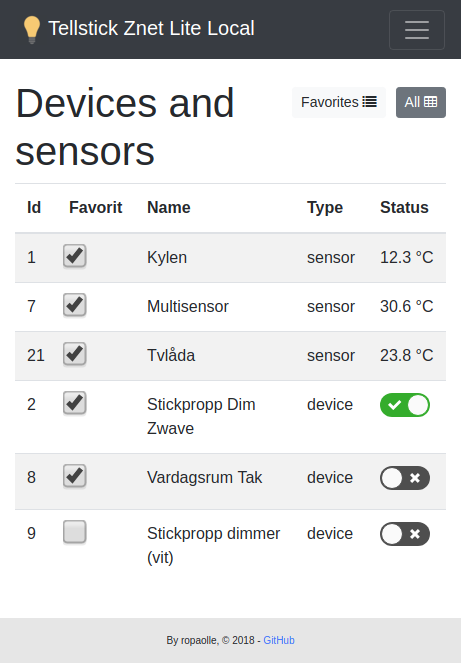 Tellstick Znet Lite Local
Devices and
sensors
Favorites
All
Id Favorit Name Type Status
1 Kylen sensor 12.3 °C
7 Multisensor sensor 30.6 °C
21 Tvlåda sensor 23.8 °C
2 Stickpropp Dim device
Zwave
8 Vardagsrum Tak device
9 Stickpropp dimmer device
(vit)
By ropaolle, © 2018 - GitHub